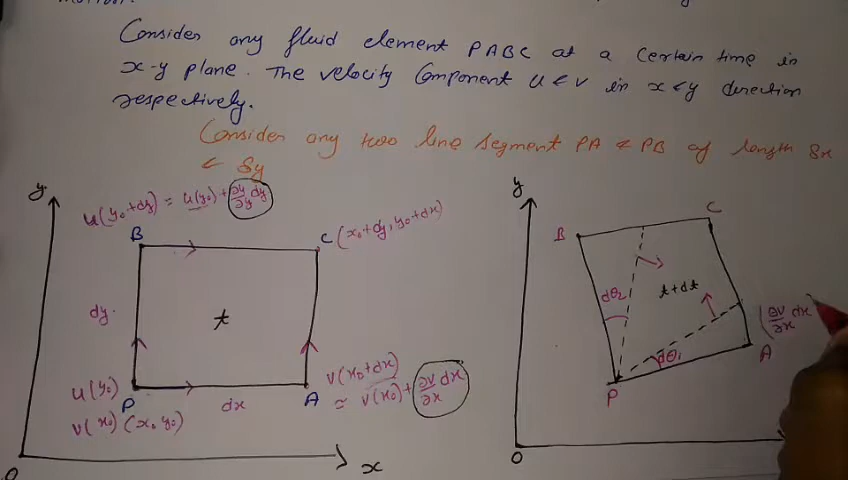 Consider any fluid element PABC at a certain time in
x-y plane. The velocity component u & v in x & y direction
respectively.
Consider any two line segment PA & PB of length δx
& δy
y
u(y₀+dy) ≈ u(y₀) + ∂u/∂y dy
B
C (x₀+dy, y₀+dx)
dy
t
u(y₀)
P
dx
A
v(x₀+dx)
≈ v(x₀) + ∂v/∂x dx
v(x₀) (x₀ y₀)
O
x
y
B
C
dθ₂
t+dt
(∂v/∂x dx)
dθ₁
A
P
O